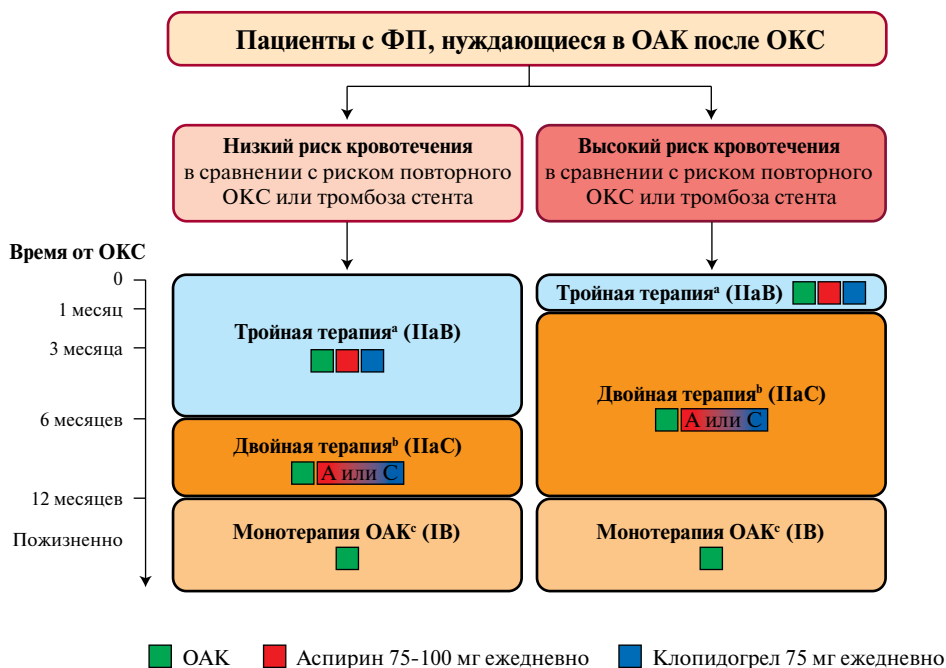 Пациенты с ФП, нуждающиеся в ОАК после ОКС
Низкий риск кровотечения
в сравнении с риском повторного
ОКС или тромбоза стента
Высокий риск кровотечения
в сравнении с риском повторного
ОКС или тромбоза стента
Время от ОКС
0
1 месяц
3 месяца
6 месяцев
12 месяцев
Пожизненно
Тройная терапияᵃ (IIaB)
Двойная терапияᵇ (IIaC)
А или С
Монотерапия ОАКᶜ (IB)
Тройная терапияᵃ (IIaB)
Двойная терапияᵇ (IIaC)
А или С
Монотерапия ОАКᶜ (IB)
ОАК Аспирин 75-100 мг ежедневно Клопидогрел 75 мг ежедневно